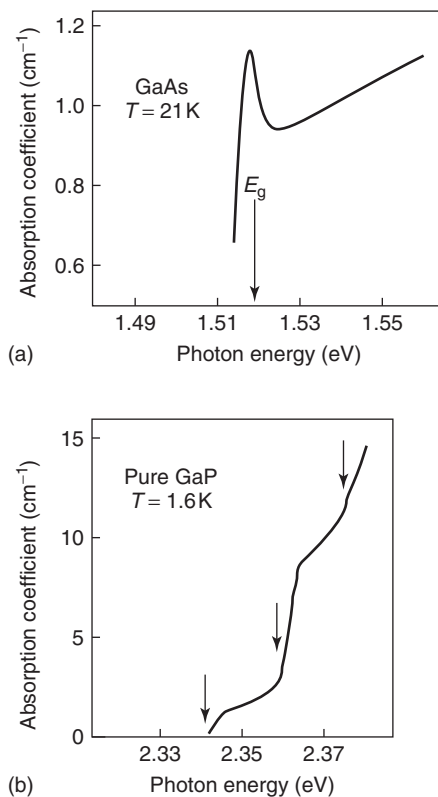 Absorption coefficient (cm⁻¹)
1.2
1.0
0.8
0.6
GaAs
T = 21 K
E_g
1.49 1.51 1.53 1.55
Photon energy (eV)
(a)
Absorption coefficient (cm⁻¹)
15
10
5
0
Pure GaP
T = 1.6 K
2.33 2.35 2.37
Photon energy (eV)
(b)